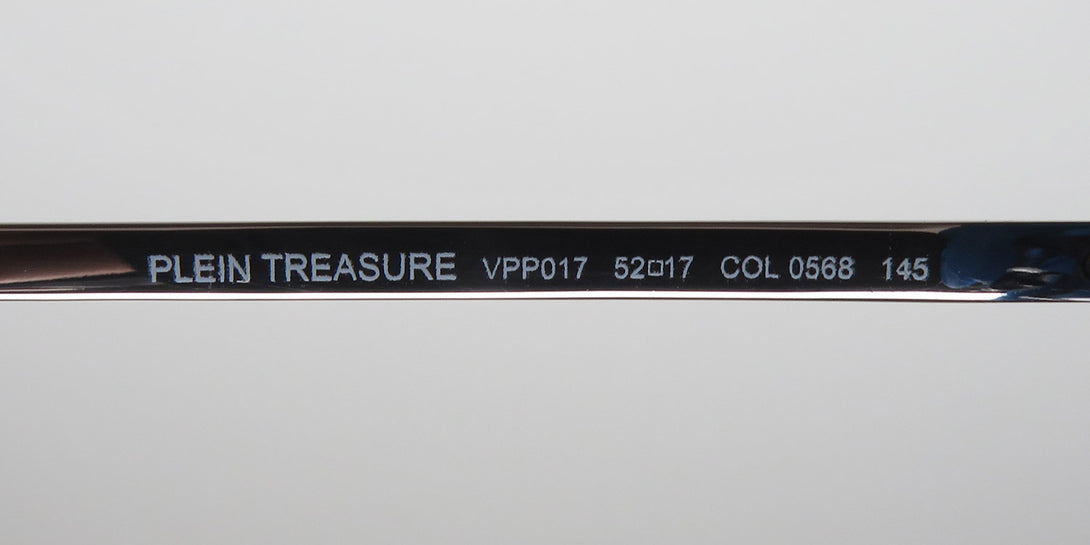 PLEIN TREASURE VPP017 52□17 COL 0568 145